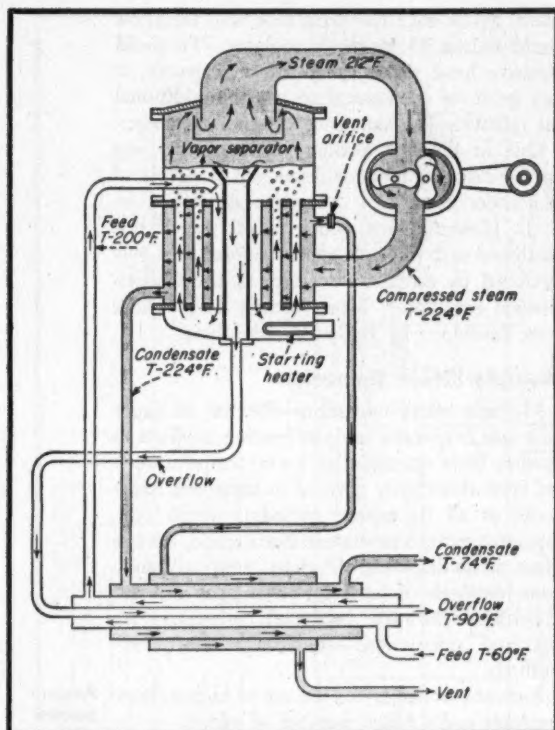 Steam 212°F.
Vapor separator
Vent
orifice
Feed
T-200°F.
Compressed steam
T-224°F.
Condensate
T-224°F.
Starting
heater
Overflow
Condensate
T-74°F.
Overflow
T-90°F.
Feed T-60°F.
Vent